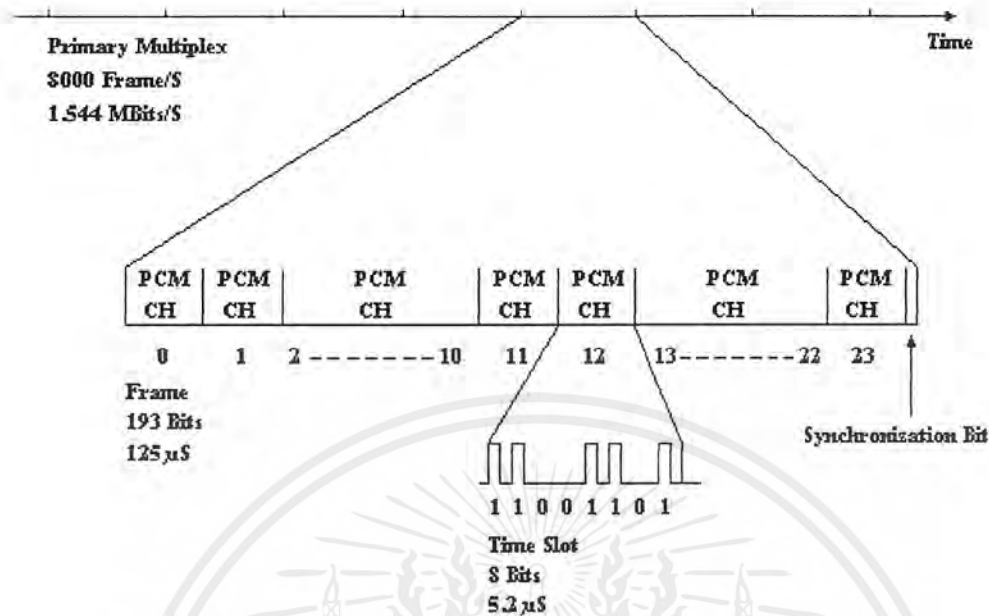 Time
Primary Multiplex
8000 Frame/S
1.544 MBits/S
PCM PCM PCM PCM PCM PCM PCM
CH CH CH CH CH CH CH
0 1 2 ---------10 11 12 13---------22 23
Frame
193 Bits
125 µS
Synchronization Bit
1 1 0 0 1 1 0 1
Time Slot
8 Bits
5.2 µS